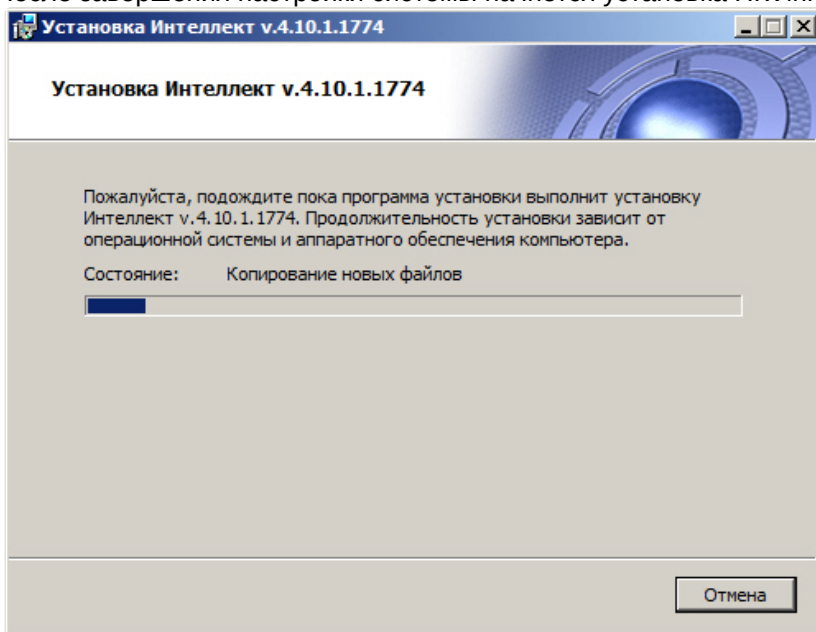 Установка Интеллект v.4.10.1.1774
Установка Интеллект v.4.10.1.1774
Пожалуйста, подождите пока программа установки выполнит установку
Интеллект v.4.10.1.1774. Продолжительность установки зависит от
операционной системы и аппаратного обеспечения компьютера.
Состояние: Копирование новых файлов
Отмена